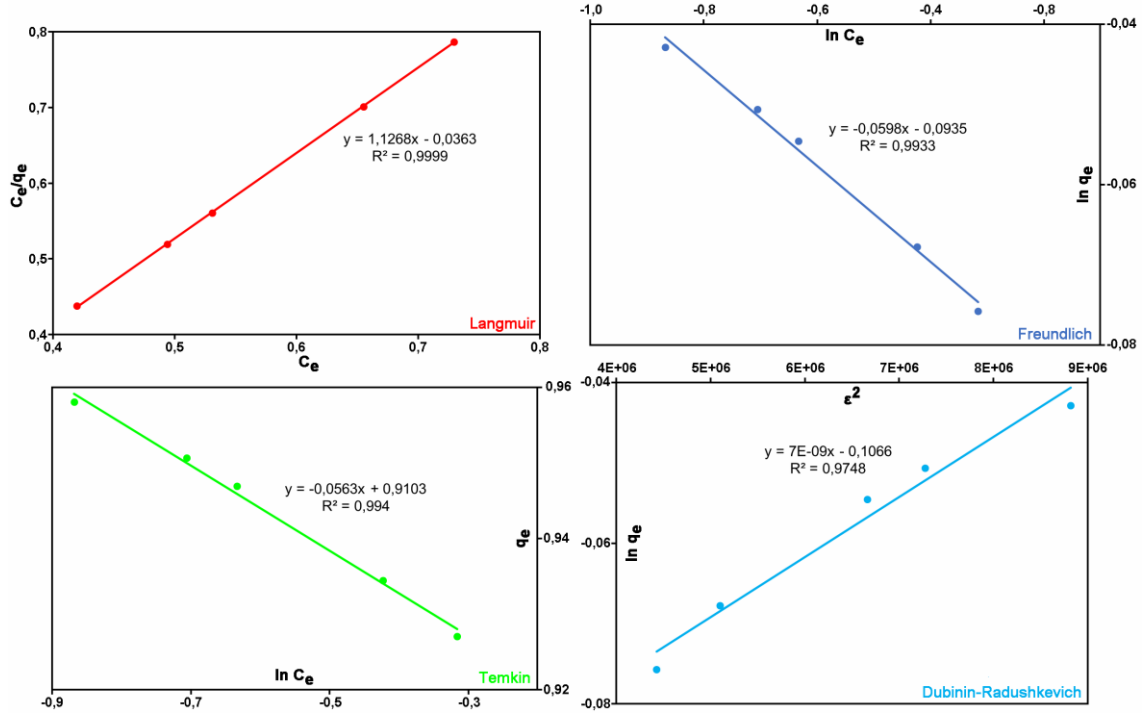 0,8
0,7
0,6
0,5
0,4
Ce/qe
y = 1,1268x - 0,0363
R² = 0,9999
Langmuir
0,4 0,5 0,6 0,7 0,8
Ce
-1,0 -0,8 -0,6 -0,4 -0,8
ln Ce
-0,04
-0,06
-0,08
ln qe
y = -0,0598x - 0,0935
R² = 0,9933
Freundlich
0,96
0,94
0,92
qe
y = -0,0563x + 0,9103
R² = 0,994
ln Ce
Temkin
-0,9 -0,7 -0,5 -0,3
4E+06 5E+06 6E+06 7E+06 8E+06 9E+06
ε²
-0,04
-0,06
-0,08
ln qe
y = 7E-09x - 0,1066
R² = 0,9748
Dubinin-Radushkevich